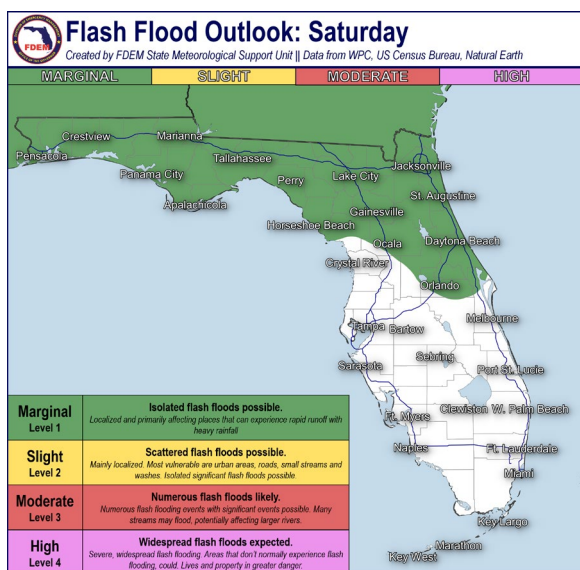 Flash Flood Outlook: Saturday
FDEM
Created by FDEM State Meteorological Support Unit || Data from WPC, US Census Bureau, Natural Earth
MARGINAL
SLIGHT
MODERATE
HIGH
Crestview
Marianna
Pensacola
Tallahassee
Jacksonville
Panama City
Perry
Lake City
St. Augustine
Apalachicola
Gainesville
Horseshoe Beach
Ocala
Daytona Beach
Crystal River
Orlando
Melbourne
Tampa
Bartow
Sebring
Sarasota
Port St. Lucie
Ft. Myers
Clewiston
W. Palm Beach
Naples
Ft. Lauderdale
Miami
Key Largo
Marathon
Key West
Marginal
Level 1
Isolated flash floods possible.
Localized and primarily affecting places that can experience rapid runoff with
heavy rainfall
Slight
Level 2
Scattered flash floods possible.
Mainly localized. Most vulnerable are urban areas, roads, small streams and
washes. Isolated significant flash floods possible
Moderate
Level 3
Numerous flash floods likely.
Numerous flash flooding events with significant events possible. Many
streams may flood, potentially affecting larger rivers.
High
Level 4
Widespread flash floods expected.
Severe, widespread flash flooding. Areas that don't normally experience flash
flooding, could. Lives and property in greater danger.